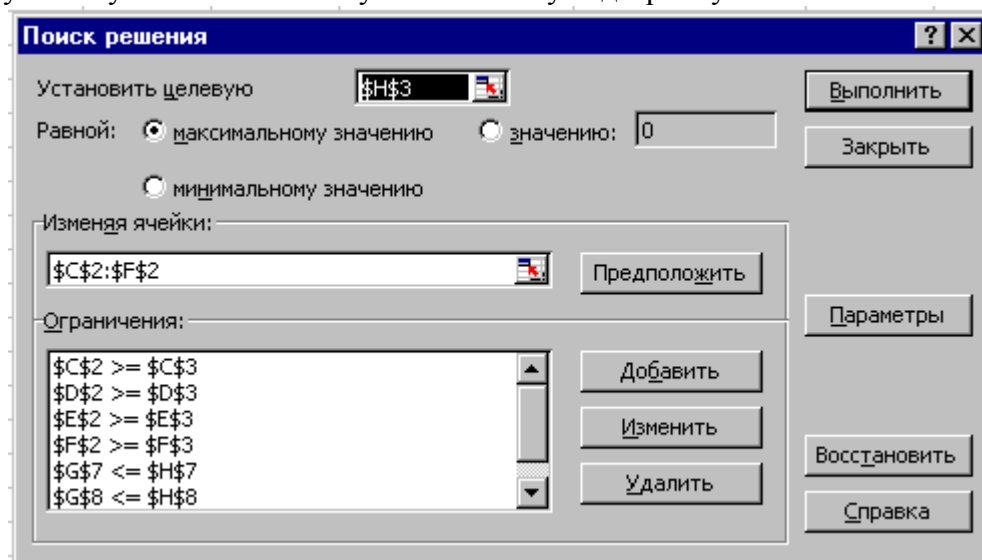 Поиск решения
Установить целевую $H$3
Выполнить
Равной: максимальному значению значению: 0
Закрыть
минимальному значению
Изменяя ячейки:
$C$2:$F$2 Предположить
Параметры
Ограничения:
$C$2 >= $C$3
$D$2 >= $D$3
$E$2 >= $E$3
$F$2 >= $F$3
$G$7 <= $H$7
$G$8 <= $H$8
Добавить
Изменить
Удалить
Восстановить
Справка